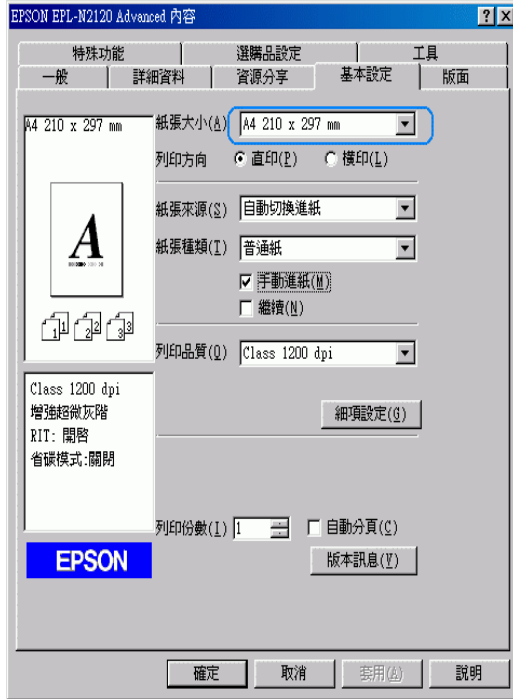 EPSON EPL-N2120 Advanced 內容
特殊功能 選購品設定 工具
一般 詳細資料 資源分享 基本設定 版面
A4 210 x 297 mm
紙張大小(A) A4 210 x 297 mm
列印方向 直印(P) 橫印(L)
紙張來源(S) 自動切換進紙
A
紙張種類(T) 普通紙
手動進紙(M)
繼續(N)
1 1 2 2 3 3
列印品質(Q) Class 1200 dpi
Class 1200 dpi
增強超微灰階
RIT: 開啓
省碳模式:關閉
細項設定(G)
列印份數(I) 1 自動分頁(C)
EPSON
版本訊息(V)
確定 取消 套用(A) 說明